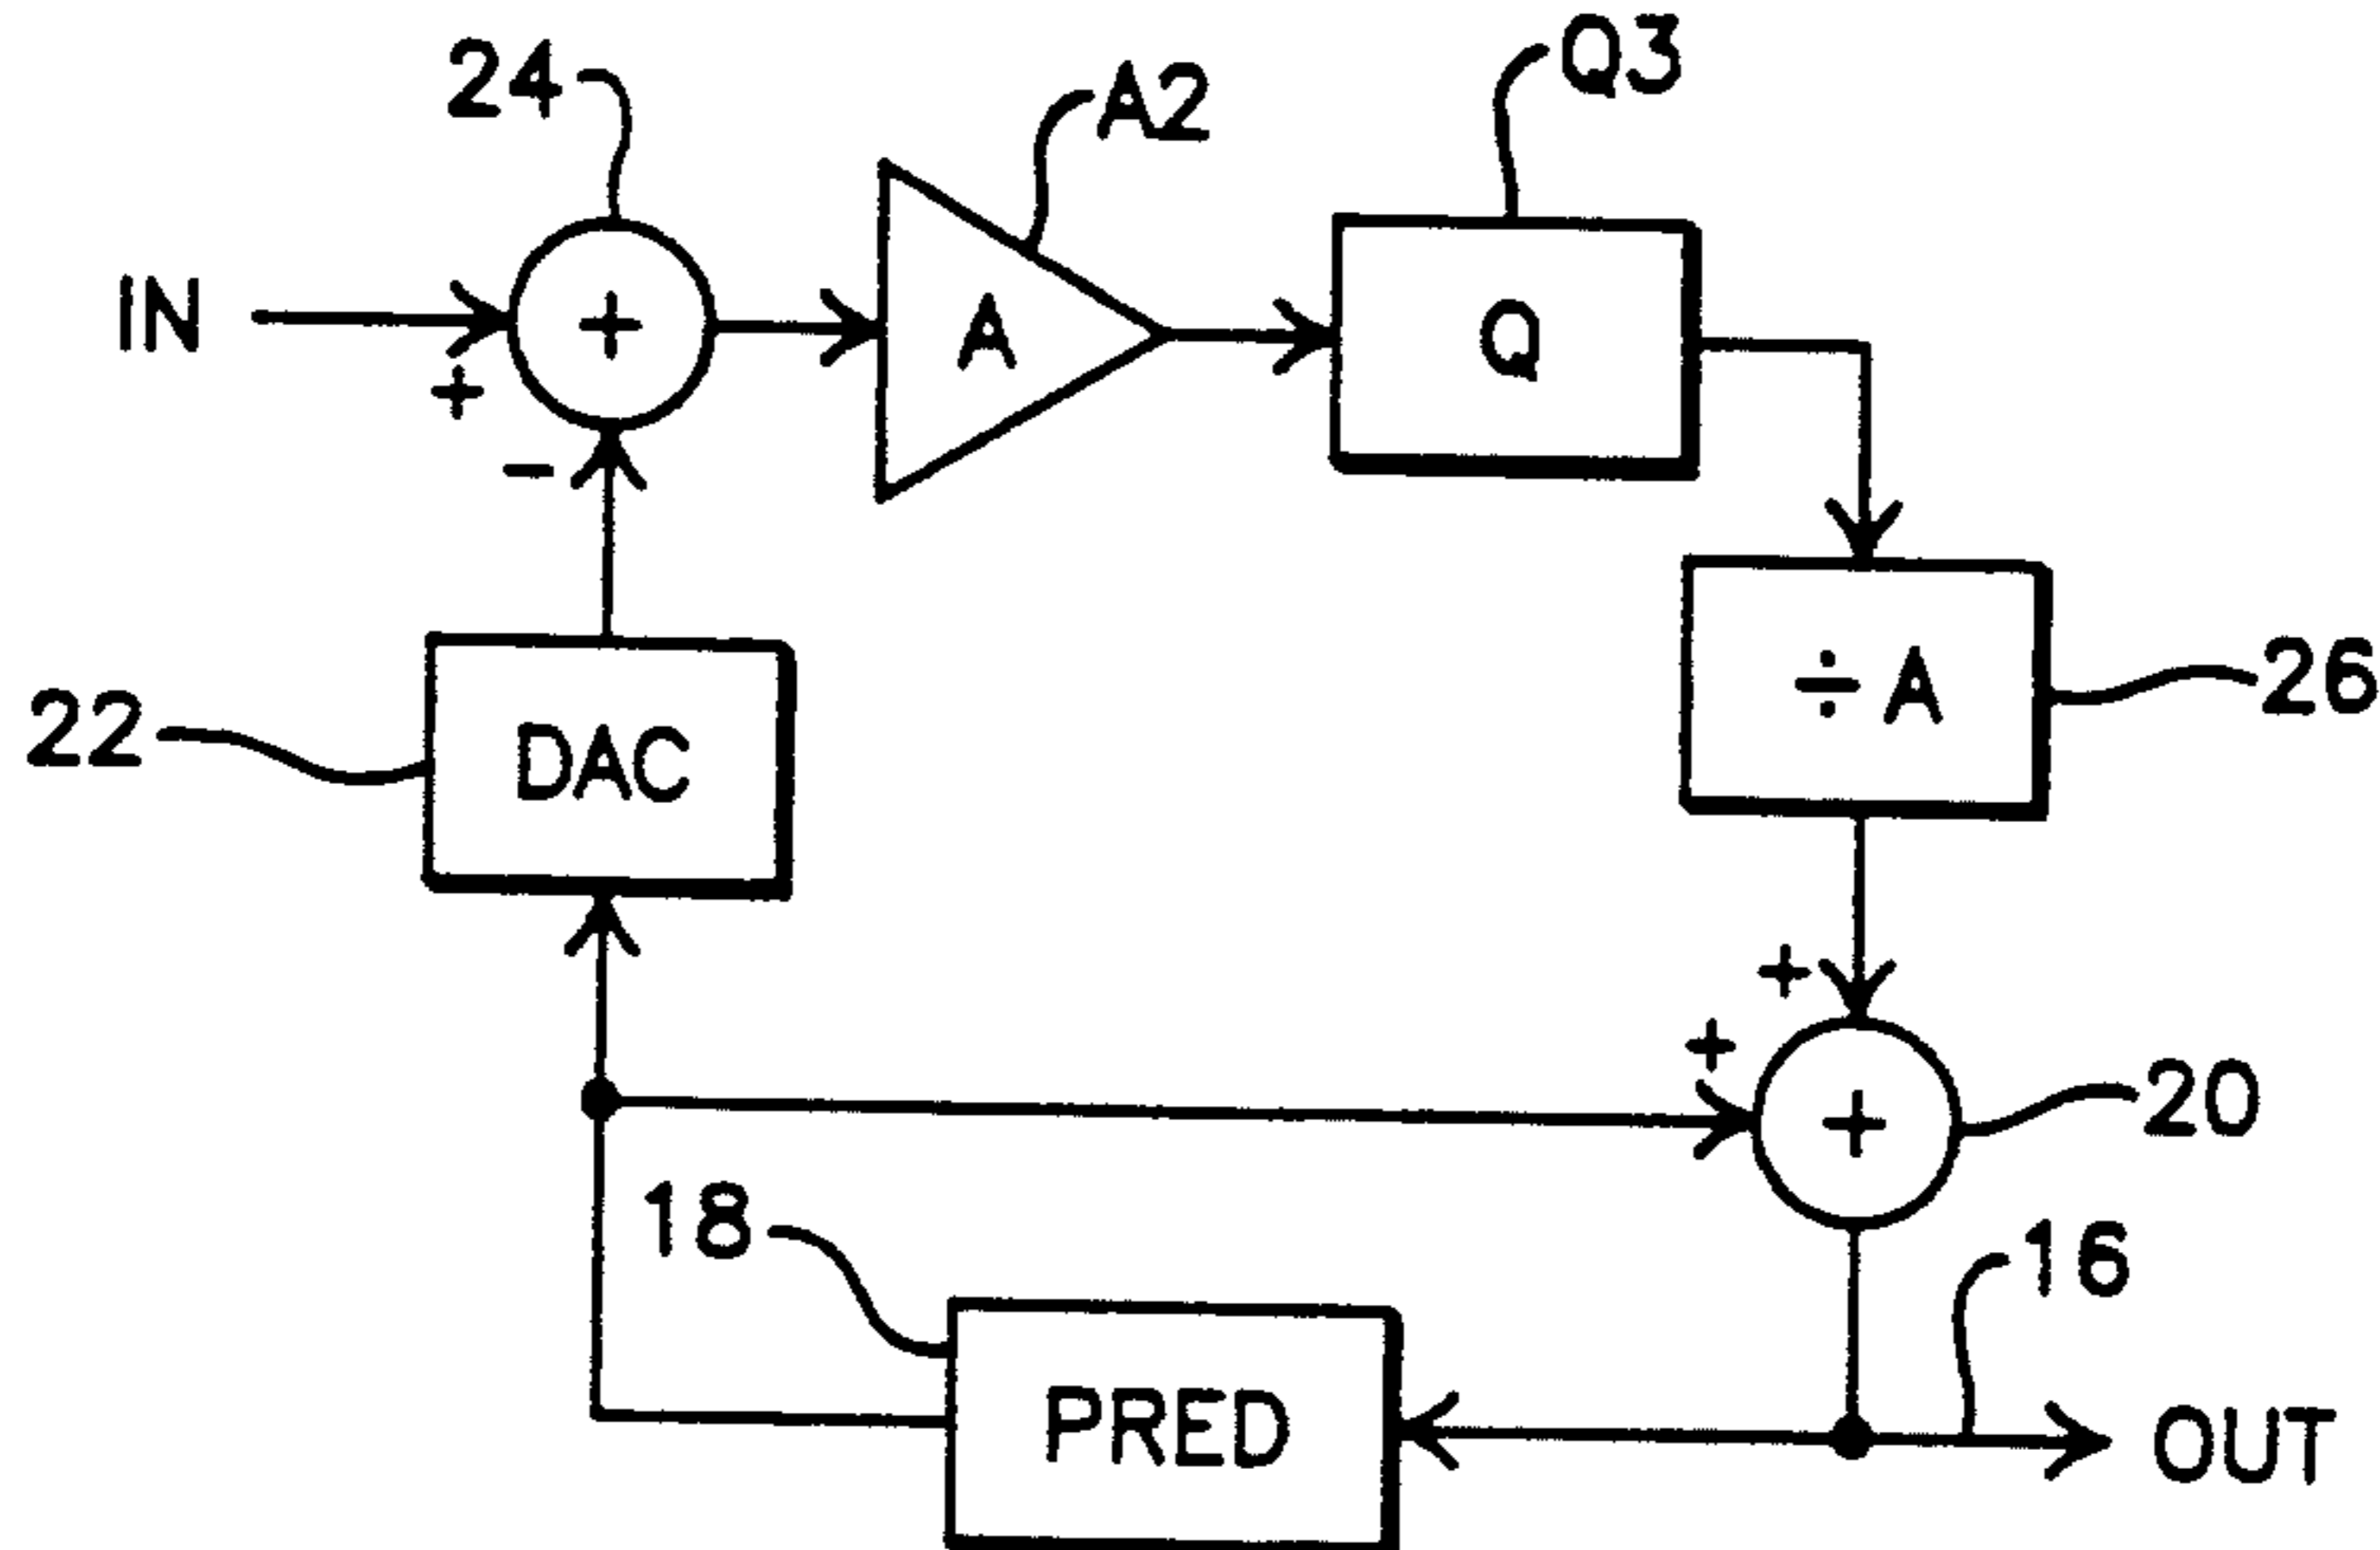 24
A2
Q3
IN
+
A
Q
+
−
÷ A
26
22
DAC
+
+
+
20
18
16
PRED
OUT